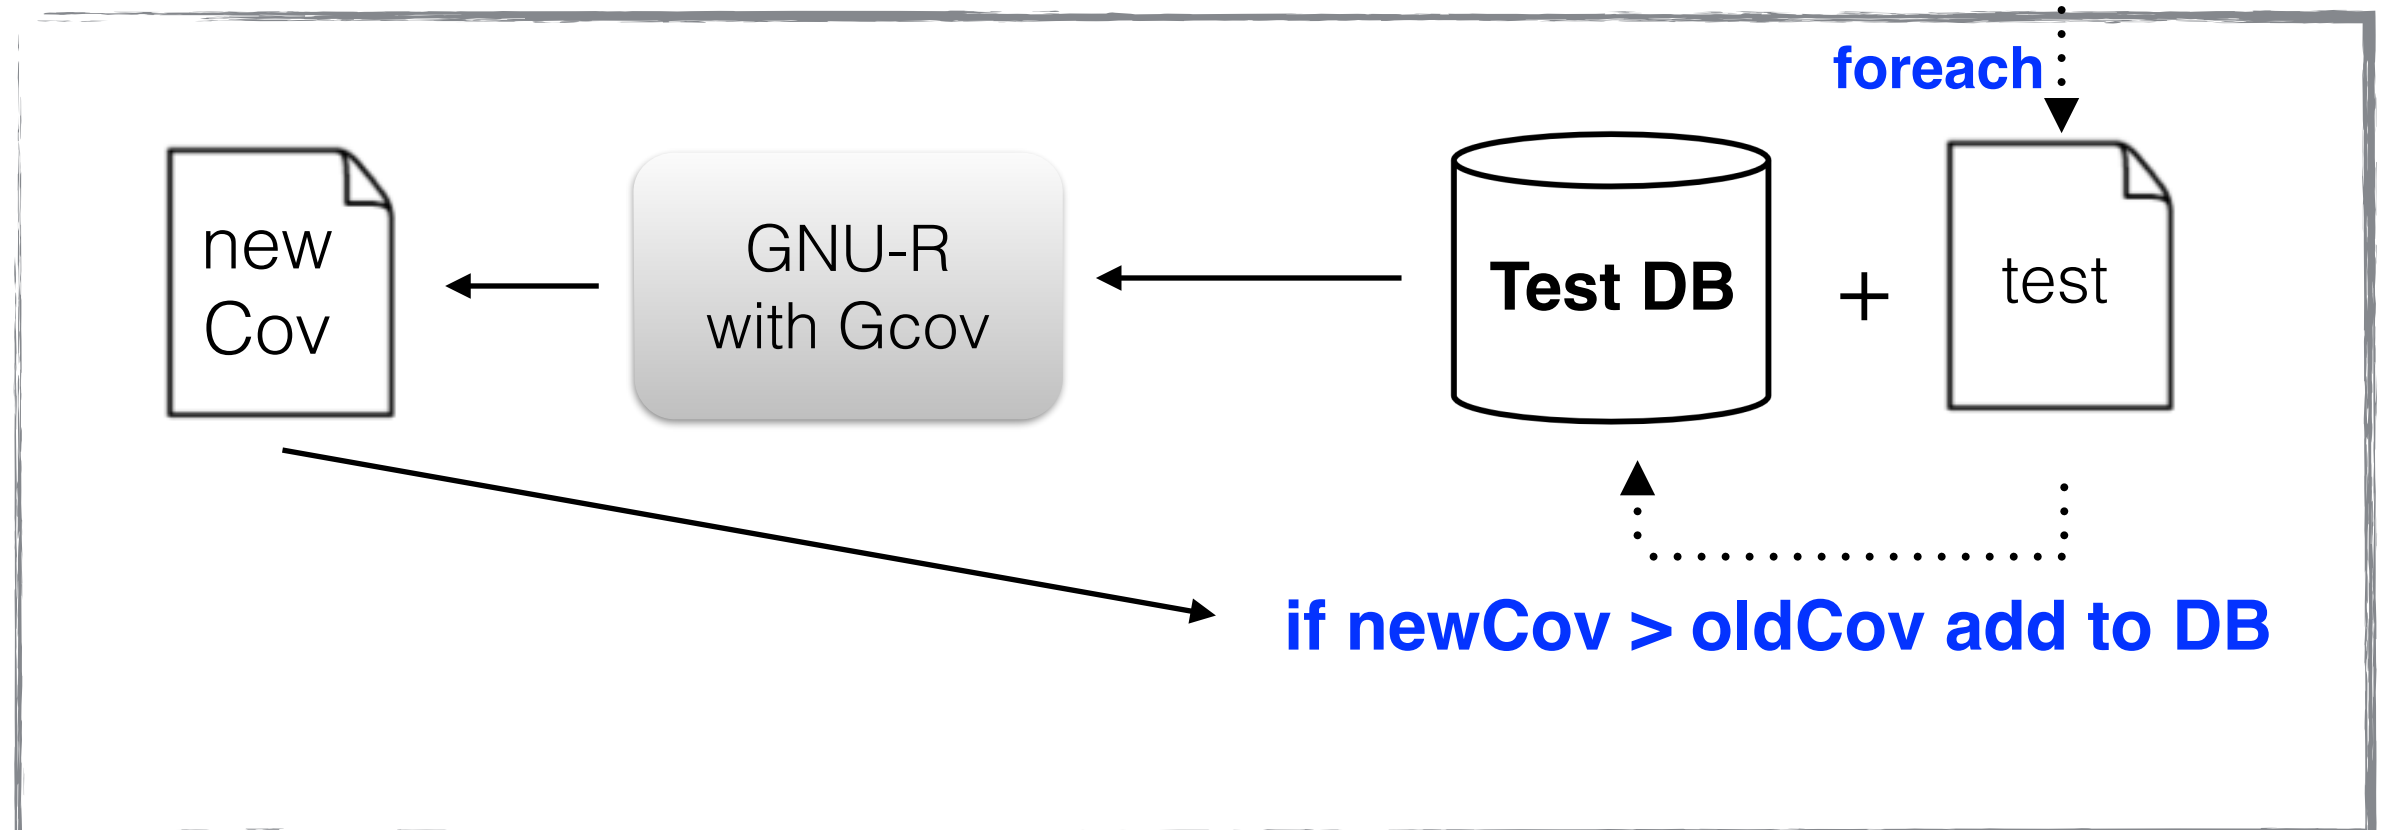 foreach
new
Cov
GNU-R
with Gcov
Test DB
+
test
if newCov > oldCov add to DB